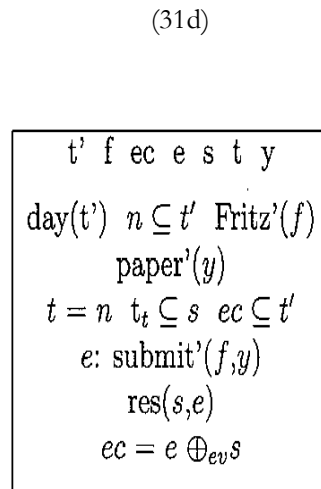 (31d)
t’ f ec e s t y
day(t’) n ⊆ t′ Fritz’(f)
paper’(y)
t = n t_t ⊆ s ec ⊆ t′
e: submit’(f,y)
res(s,e)
ec = e ⊕_ev s